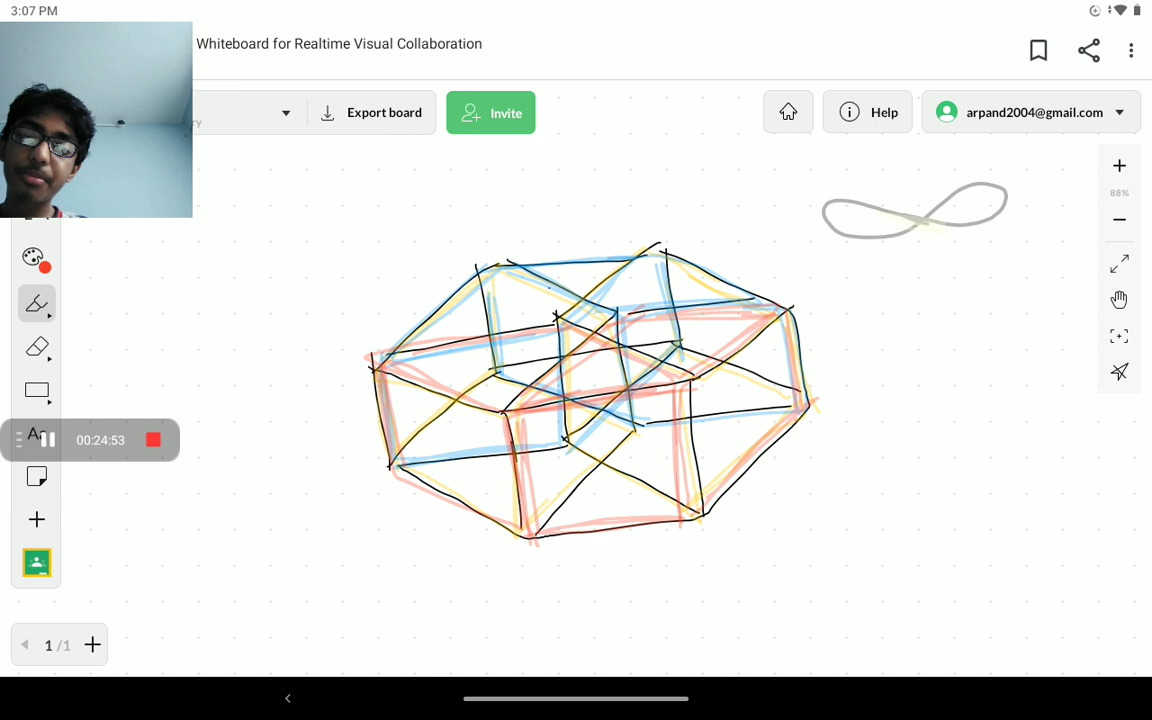 3:07 PM
Whiteboard for Realtime Visual Collaboration
ry
Export board
Invite
Help
arpand2004@gmail.com
88%
00:24:53
1 /1